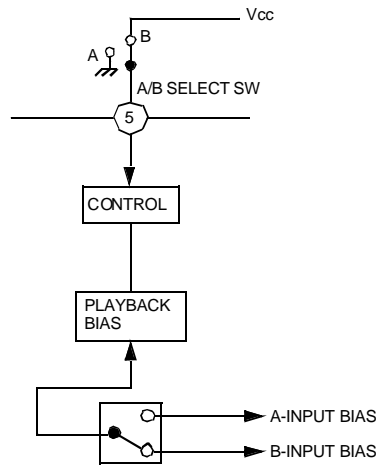 Vcc
B
A
A/B SELECT SW
5
CONTROL
PLAYBACK
BIAS
A-INPUT BIAS
B-INPUT BIAS